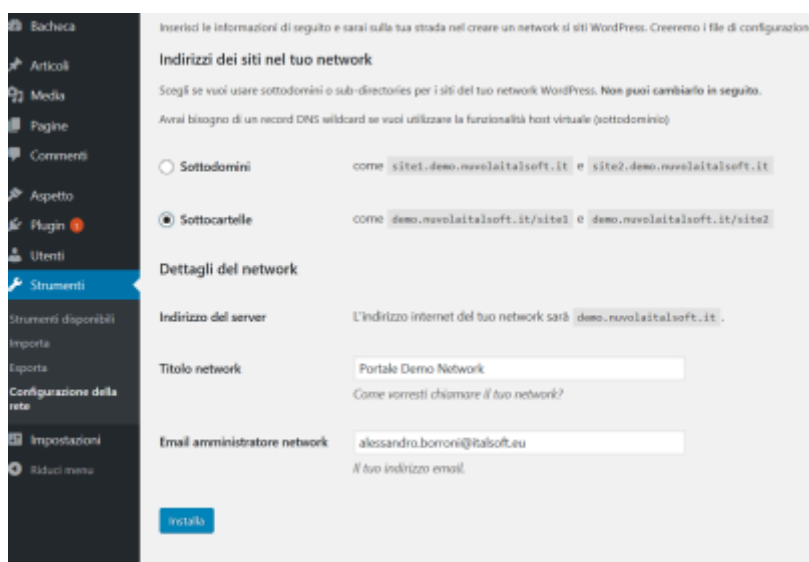 Bacheca
Articoli
Media
Pagine
Commenti
Aspetto
Plugin 1
Utenti
Strumenti
Strumenti disponibili
Importa
Esporta
Configurazione della
rete
Impostazioni
Riduci menu
Inserisci le informazioni di seguito e sarai sulla tua strada nel creare un network si siti WordPress. Creeremo i file di configurazion
Indirizzi dei siti nel tuo network
Scegli se vuoi usare sottodomini o sub-directories per i siti del tuo network WordPress. Non puoi cambiarlo in seguito.
Avrai bisogno di un record DNS wildcard se vuoi utilizzare la funzionalità host virtuale (sottodominio)
Sottodomini come site1.demo.nuvolaitalsoft.it e site2.demo.nuvolaitalsoft.it
Sottocartelle come demo.nuvolaitalsoft.it/site1 e demo.nuvolaitalsoft.it/site2
Dettagli del network
Indirizzo del server L'indirizzo internet del tuo network sarà demo.nuvolaitalsoft.it .
Titolo network Portale Demo Network
Come vorresti chiamare il tuo network?
Email amministratore network alessandro.borroni@italsoft.eu
Il tuo indirizzo email.
Installa